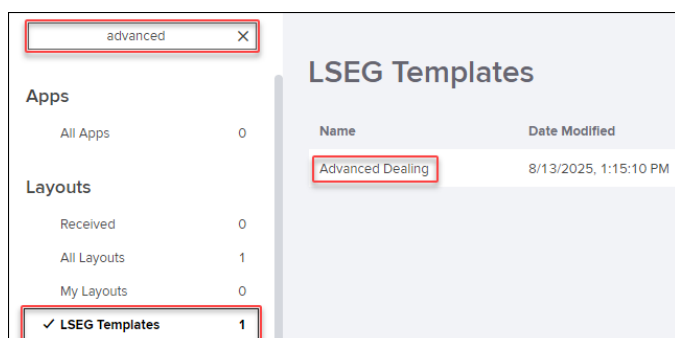 advanced
Apps
All Apps 0
Layouts
Received 0
All Layouts 1
My Layouts 0
LSEG Templates 1
LSEG Templates
Name Date Modified
Advanced Dealing 8/13/2025, 1:15:10 PM